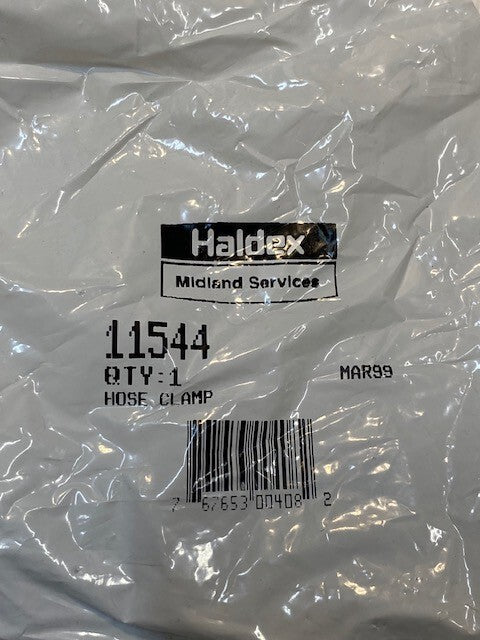 Haldex
Midland Services
11544
QTY:1
MAR99
HOSE CLAMP
7 67653 00408 2